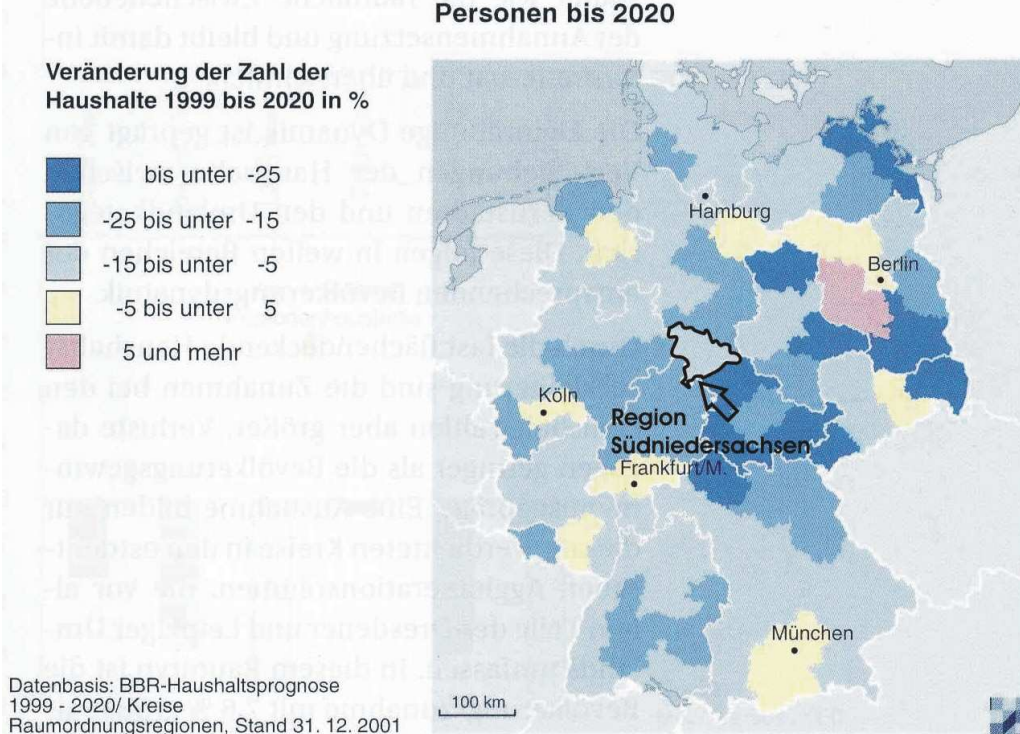 Personen bis 2020
Veränderung der Zahl der
Haushalte 1999 bis 2020 in %
bis unter -25
-25 bis unter -15
-15 bis unter -5
-5 bis unter 5
5 und mehr
Hamburg
Berlin
Köln
Region
Südniedersachsen
Frankfurt/M.
München
100 km
Datenbasis: BBR-Haushaltsprognose
1999 - 2020/ Kreise
Raumordnungsregionen, Stand 31. 12. 2001